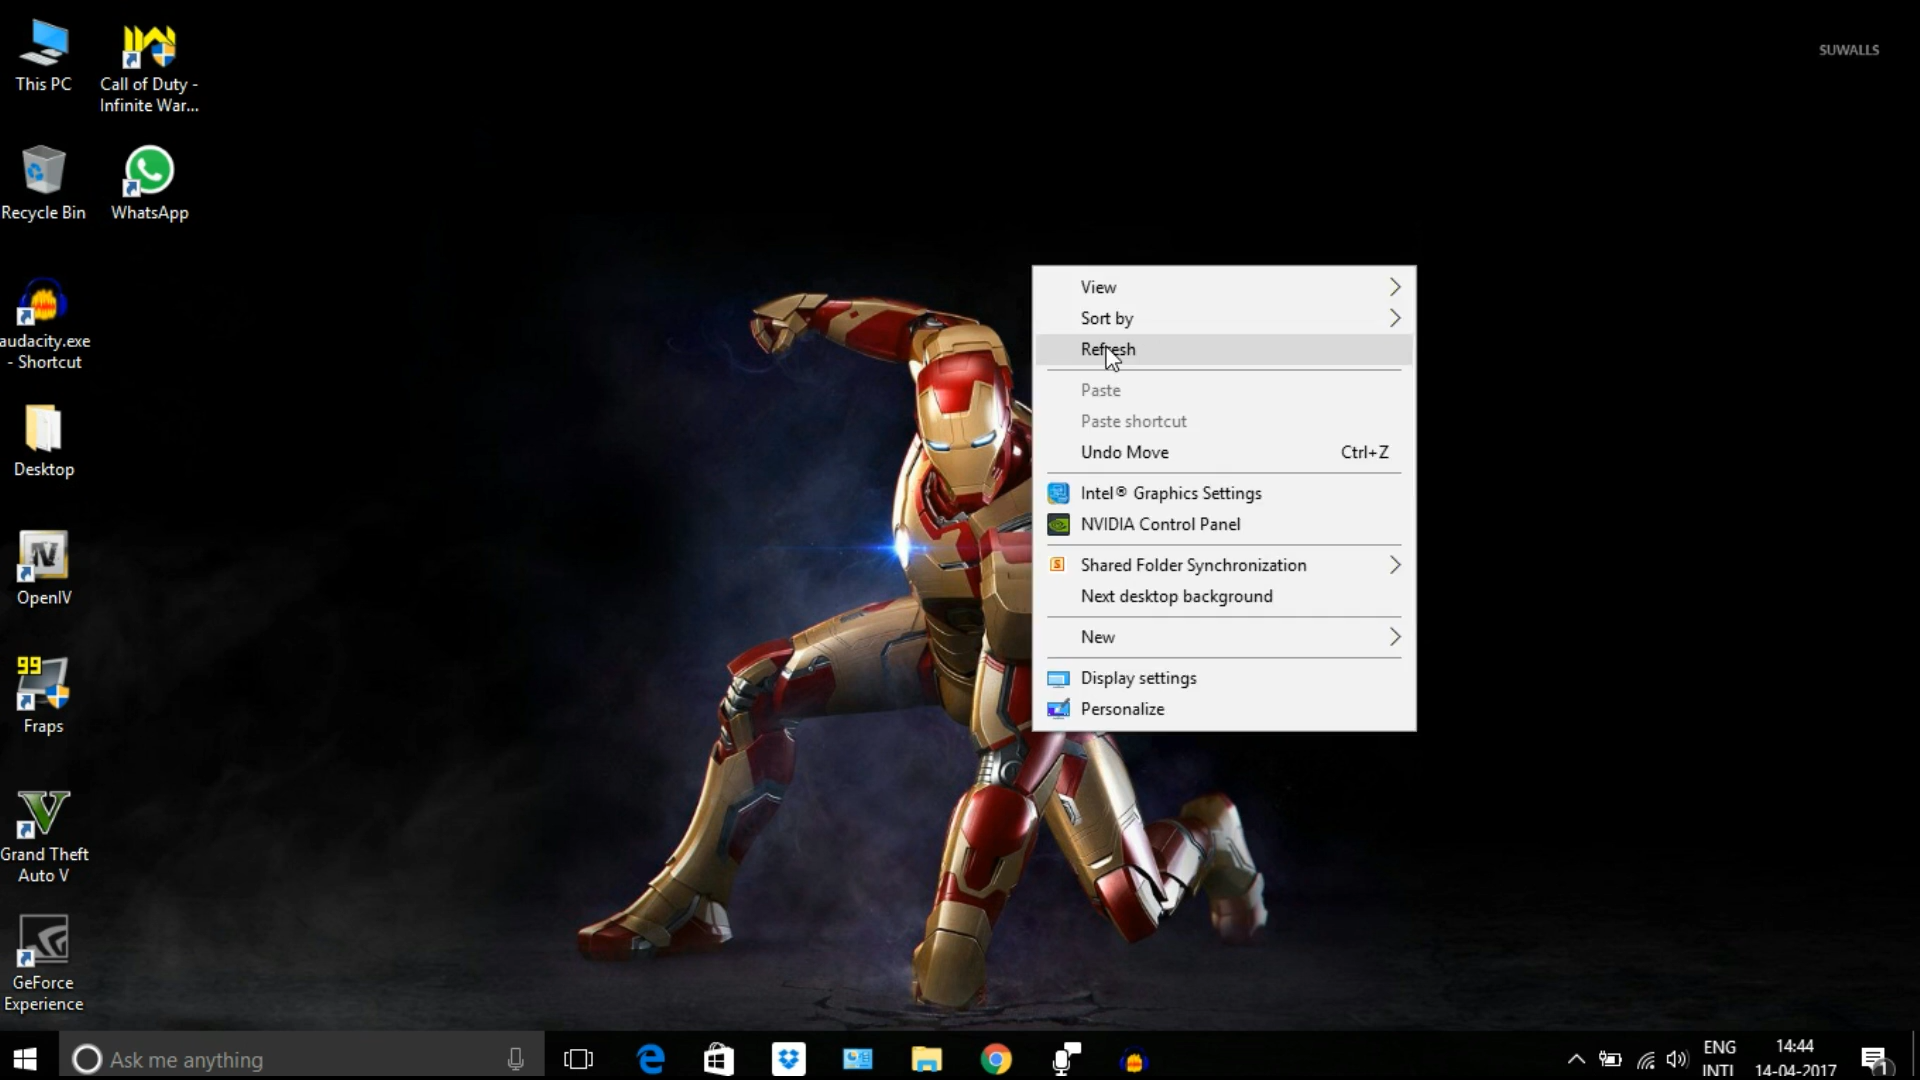 This PC
Call of Duty -
Infinite War...
SUWALLS
Recycle Bin
WhatsApp
audacity.exe
- Shortcut
Desktop
OpenIV
99
Fraps
Grand Theft
Auto V
GeForce
Experience
View
Sort by
Refresh
Paste
Paste shortcut
Undo Move Ctrl+Z
Intel® Graphics Settings
NVIDIA Control Panel
S
Shared Folder Synchronization
Next desktop background
New
Display settings
Personalize
Ask me anything
ENG
INTL
14:44
14-04-2017
1